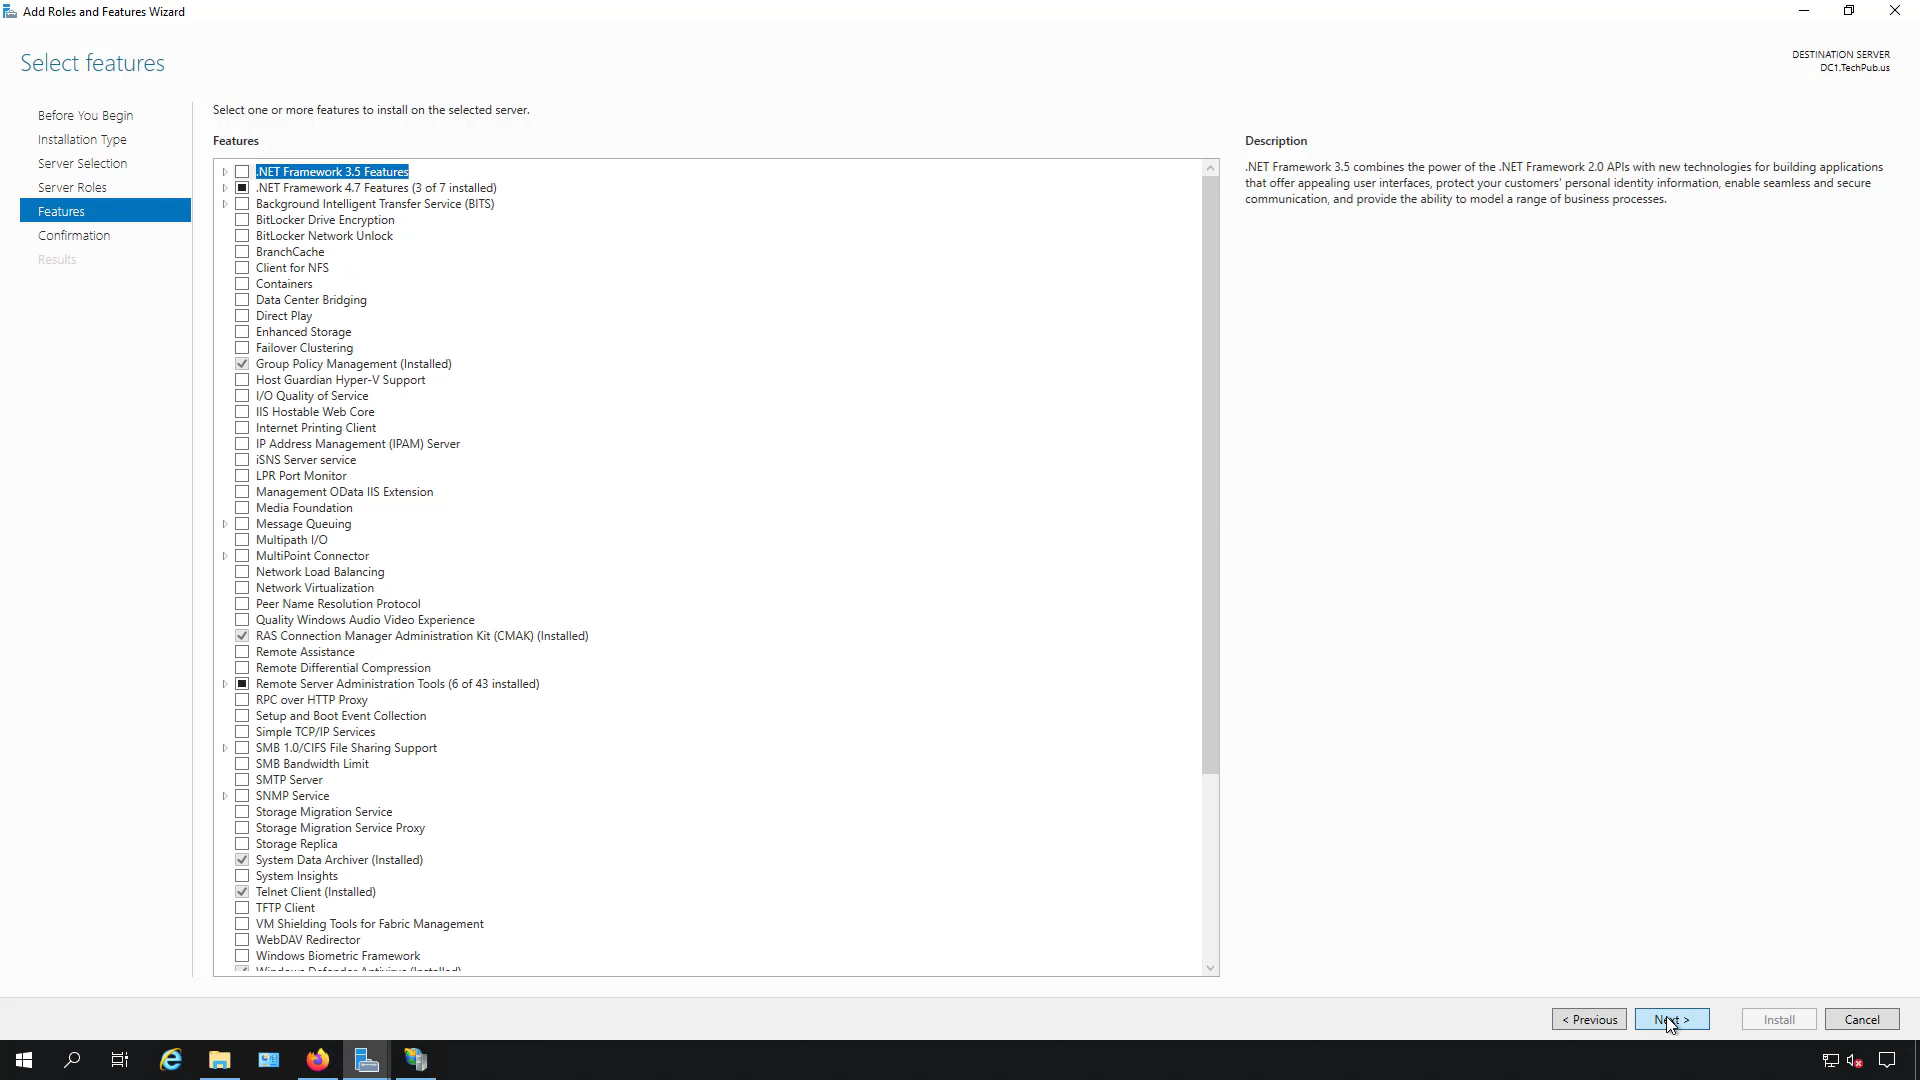 Add Roles and Features Wizard
Select features
DESTINATION SERVER
DC1.TechPub.us
Before You Begin
Installation Type
Server Selection
Server Roles
Features
Confirmation
Results
Select one or more features to install on the selected server.
Features
.NET Framework 3.5 Features
.NET Framework 4.7 Features (3 of 7 installed)
Background Intelligent Transfer Service (BITS)
BitLocker Drive Encryption
BitLocker Network Unlock
BranchCache
Client for NFS
Containers
Data Center Bridging
Direct Play
Enhanced Storage
Failover Clustering
Group Policy Management (Installed)
Host Guardian Hyper-V Support
I/O Quality of Service
IIS Hostable Web Core
Internet Printing Client
IP Address Management (IPAM) Server
iSNS Server service
LPR Port Monitor
Management OData IIS Extension
Media Foundation
Message Queuing
Multipath I/O
MultiPoint Connector
Network Load Balancing
Network Virtualization
Peer Name Resolution Protocol
Quality Windows Audio Video Experience
RAS Connection Manager Administration Kit (CMAK) (Installed)
Remote Assistance
Remote Differential Compression
Remote Server Administration Tools (6 of 43 installed)
RPC over HTTP Proxy
Setup and Boot Event Collection
Simple TCP/IP Services
SMB 1.0/CIFS File Sharing Support
SMB Bandwidth Limit
SMTP Server
SNMP Service
Storage Migration Service
Storage Migration Service Proxy
Storage Replica
System Data Archiver (Installed)
System Insights
Telnet Client (Installed)
TFTP Client
VM Shielding Tools for Fabric Management
WebDAV Redirector
Windows Biometric Framework
Windows Defender Antivirus (Installed)
Description
.NET Framework 3.5 combines the power of the .NET Framework 2.0 APIs with new technologies for building applications
that offer appealing user interfaces, protect your customers' personal identity information, enable seamless and secure
communication, and provide the ability to model a range of business processes.
< Previous
Next >
Install
Cancel